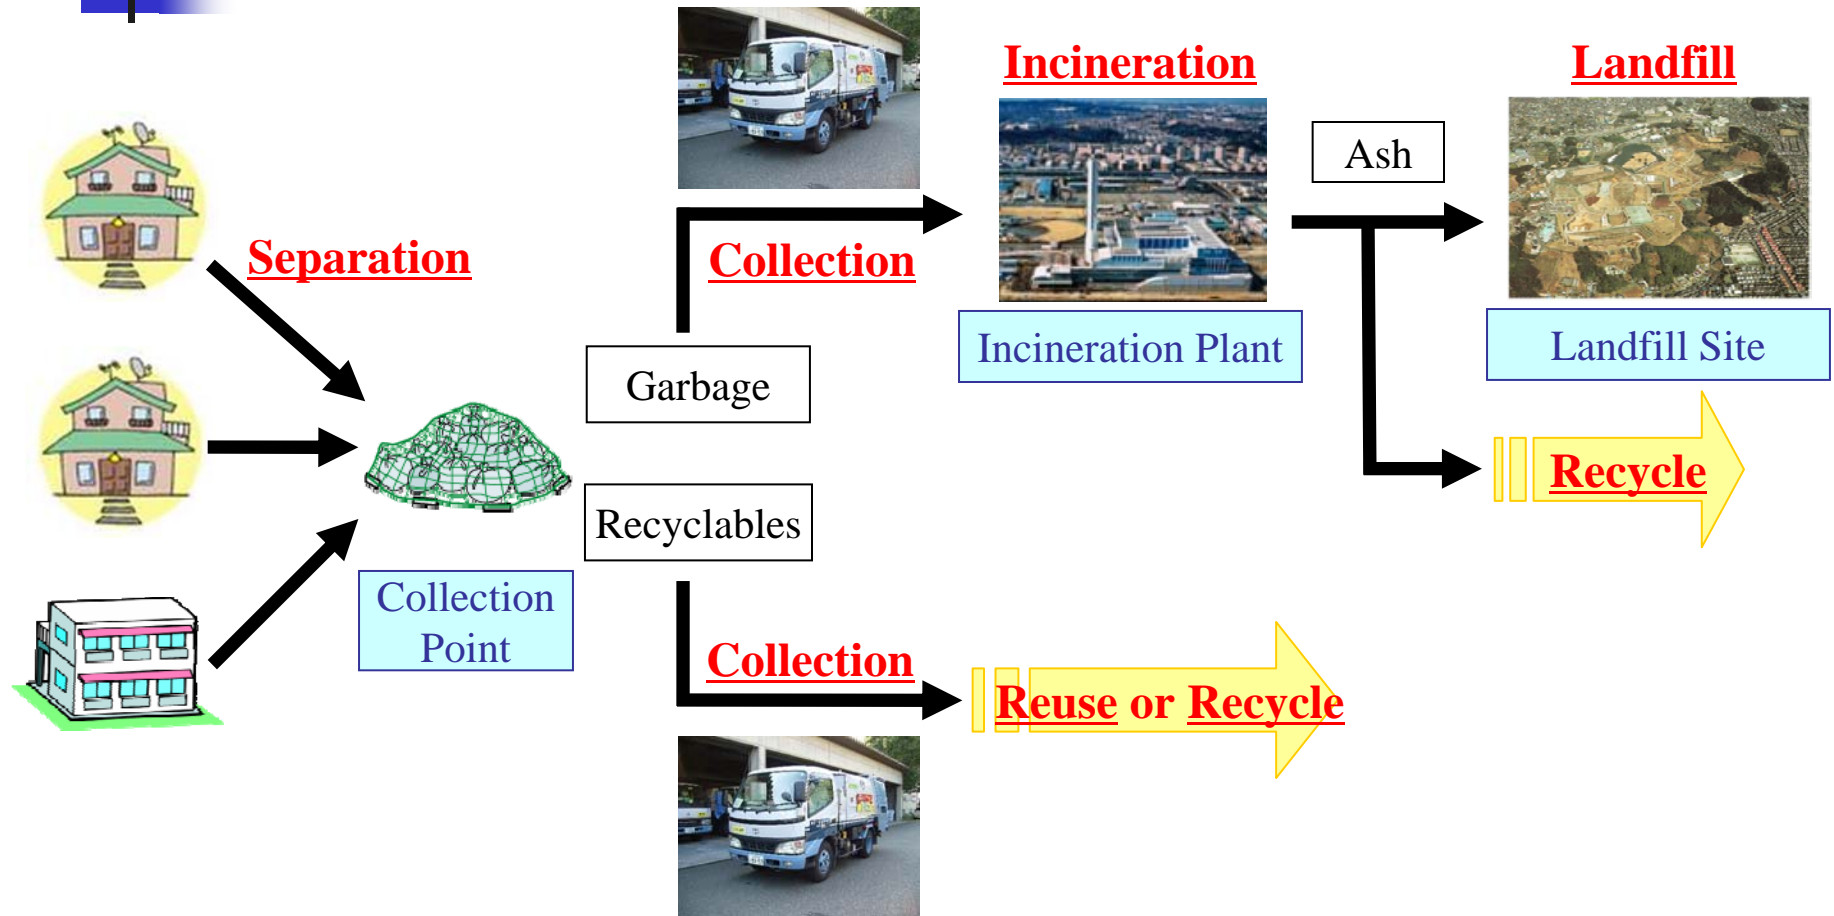 Incineration
Landfill
Ash
Separation
Collection
Incineration Plant
Landfill Site
Garbage
Recycle
Recyclables
Collection
Point
Collection
Reuse or Recycle